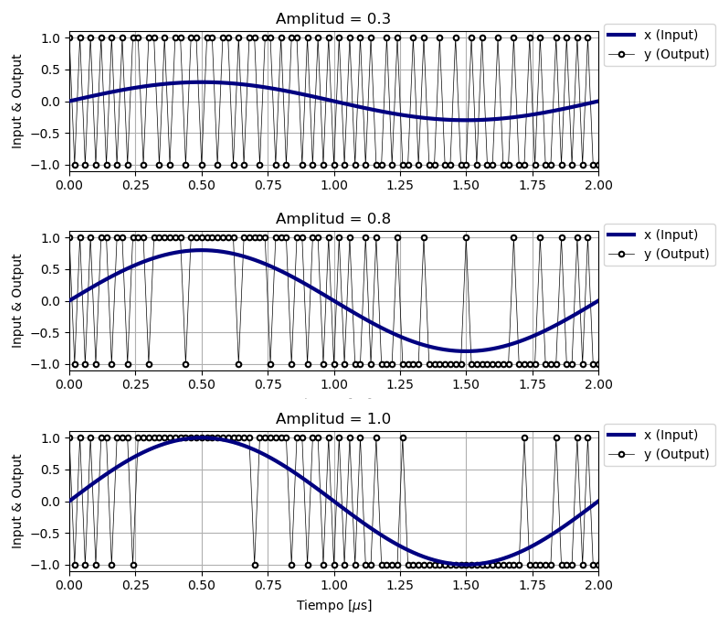 Amplitud = 0.3
Input & Output
1.0
0.5
0.0
−0.5
−1.0
0.00 0.25 0.50 0.75 1.00 1.25 1.50 1.75 2.00
x (Input)
y (Output)
Amplitud = 0.8
Input & Output
1.0
0.5
0.0
−0.5
−1.0
0.00 0.25 0.50 0.75 1.00 1.25 1.50 1.75 2.00
x (Input)
y (Output)
Amplitud = 1.0
Input & Output
1.0
0.5
0.0
−0.5
−1.0
0.00 0.25 0.50 0.75 1.00 1.25 1.50 1.75 2.00
Tiempo [μs]
x (Input)
y (Output)